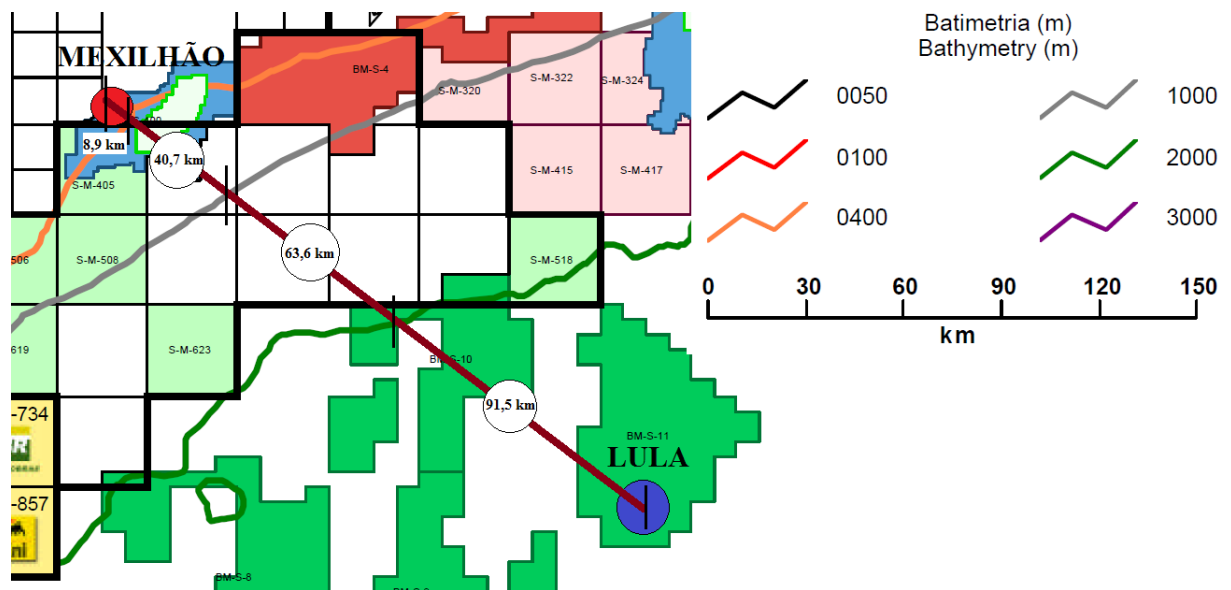 MEXILHÃO
BM-S-4
S-M-320
S-M-322
S-M-324
8,9 km
40,7 km
S-M-405
S-M-415
S-M-417
63,6 km
506
S-M-508
S-M-518
619
S-M-623
BM-S-10
91,5 km
-734
BM-S-11
LULA
-857
BM-S-8
Batimetria (m)
Bathymetry (m)
0050
1000
0100
2000
0400
3000
0
30
60
90
120
150
km